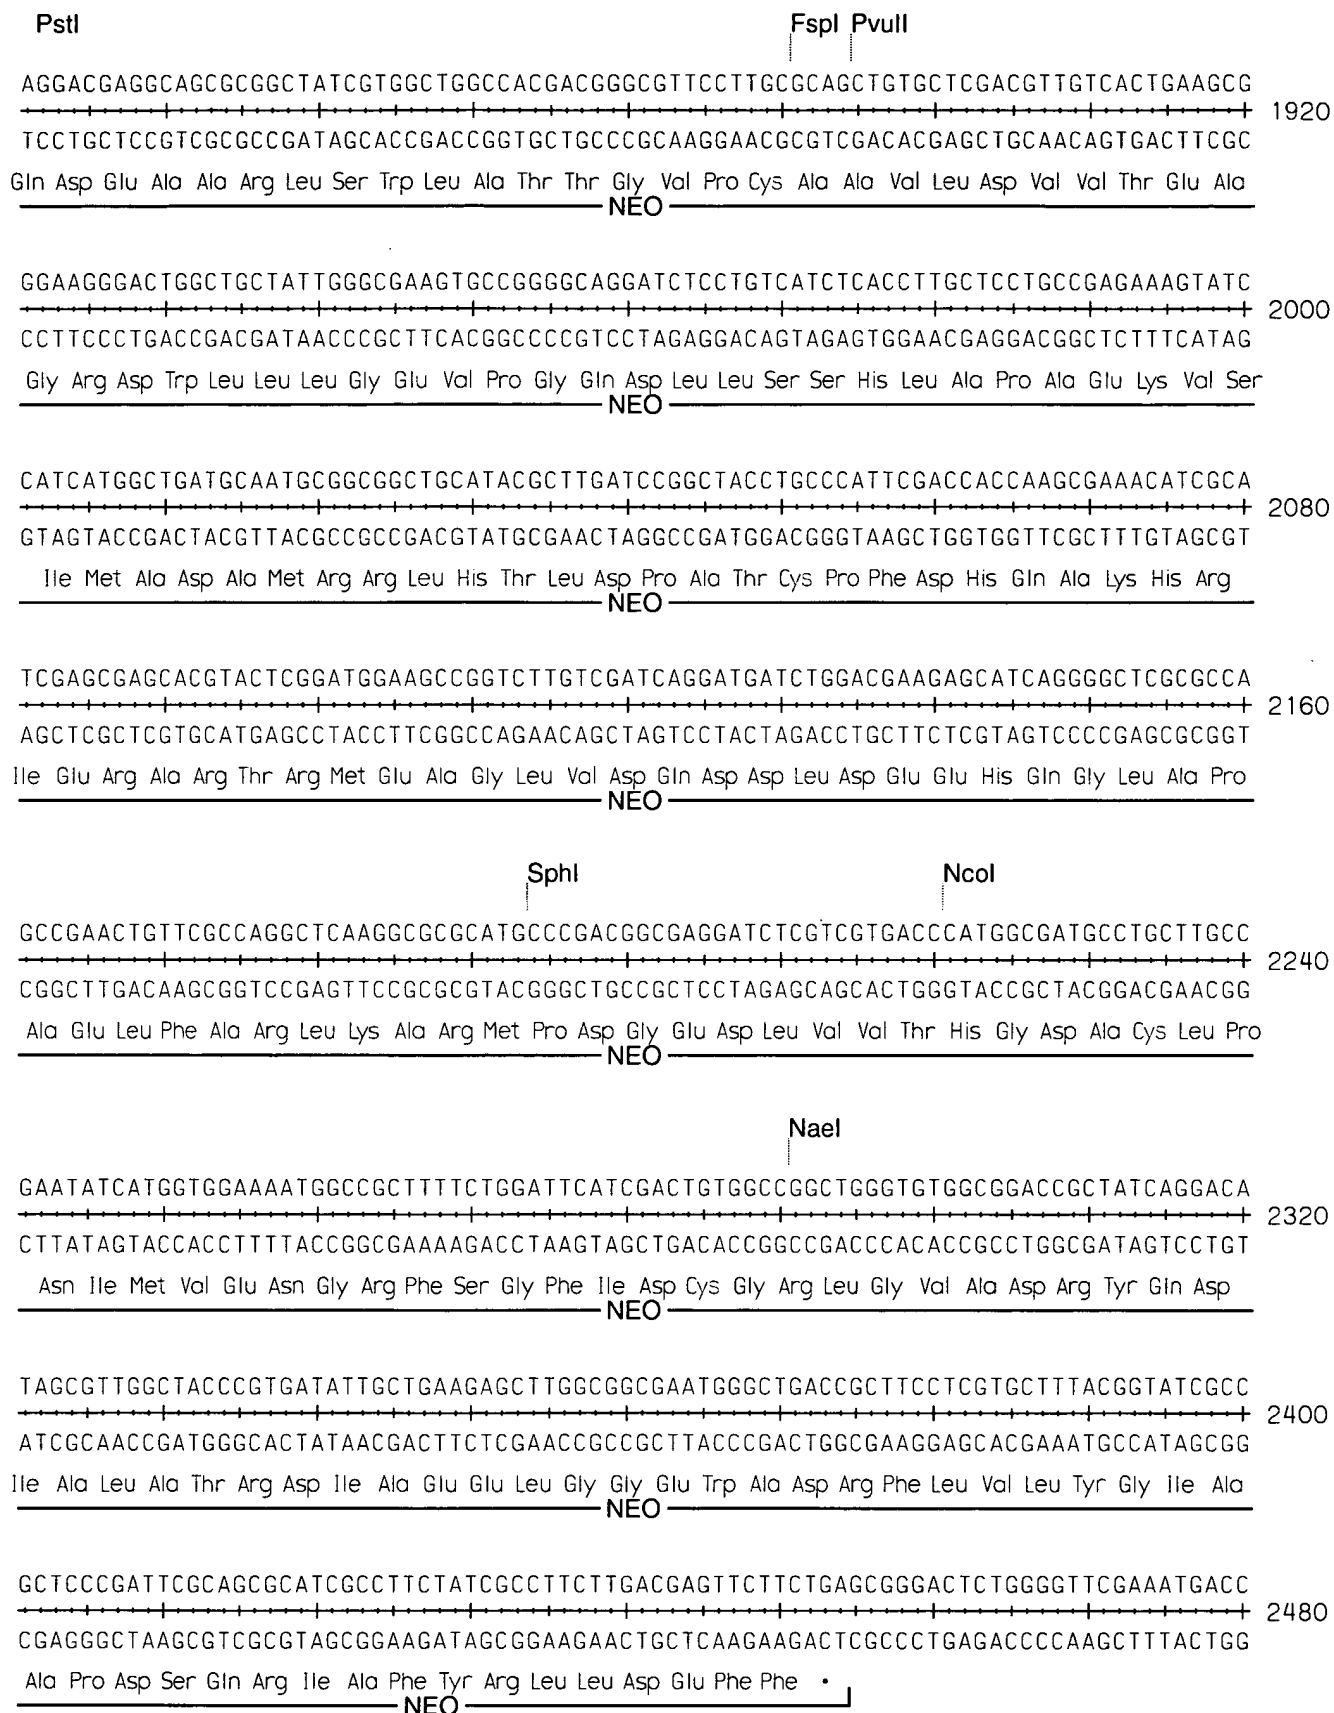 PstI FspI PvuII
AGGACGAGGCAGCGCGGCTATCGTGGCTGGCCACGACGGGCGTTCCTTGCGCAGCTGTGCTCGACGTTGTCACTGAAGCG
1920
TCCTGCTCCGTCGCGCCGATAGCACCGACCGGTGCTGCCCGCAAGGAACGCGTCGACACGAGCTGCAACAGTGACTTCGC
Gln Asp Glu Ala Ala Arg Leu Ser Trp Leu Ala Thr Thr Gly Val Pro Cys Ala Ala Val Leu Asp Val Val Thr Glu Ala
NEO
GGAAGGGACTGGCTGCTATTGGGCGAAGTGCCGGGGCAGGATCTCCTGTCATCTCACCTTGCTCCTGCCGAGAAAGTATC
2000
CCTTCCCTGACCGACGATAACCCGCTTCACGGCCCCGTCCTAGAGGACAGTAGAGTGGAACGAGGACGGCTCTTTCATAG
Gly Arg Asp Trp Leu Leu Leu Gly Glu Val Pro Gly Gln Asp Leu Leu Ser Ser His Leu Ala Pro Ala Glu Lys Val Ser
NEO
CATCATGGCTGATGCAATGCGGCGGCTGCATACGCTTGATCCGGCTACCTGCCCATTCGACCACCAAGCGAAACATCGCA
2080
GTAGTACCGACTACGTTACGCCGCCGACGTATGCGAACTAGGCCGATGGACGGGTAAGCTGGTGGTTCGCTTTGTAGCGT
Ile Met Ala Asp Ala Met Arg Arg Leu His Thr Leu Asp Pro Ala Thr Cys Pro Phe Asp His Gln Ala Lys His Arg
NEO
TCGAGCGAGCACGTACTCGGATGGAAGCCGGTCTTGTCGATCAGGATGATCTGGACGAAGAGCATCAGGGGCTCGCGCCA
2160
AGCTCGCTCGTGCATGAGCCTACCTTCGGCCAGAACAGCTAGTCCTACTAGACCTGCTTCTCGTAGTCCCCGAGCGCGGT
Ile Glu Arg Ala Arg Thr Arg Met Glu Ala Gly Leu Val Asp Gln Asp Asp Leu Asp Glu Glu His Gln Gly Leu Ala Pro
NEO
SphI NcoI
GCCGAACTGTTCGCCAGGCTCAAGGCGCGCATGCCCGACGGCGAGGATCTCGTCGTGACCCATGGCGATGCCTGCTTGCC
2240
CGGCTTGACAAGCGGTCCGAGTTCCGCGCGTACGGGCTGCCGCTCCTAGAGCAGCACTGGGTACCGCTACGGACGAACGG
Ala Glu Leu Phe Ala Arg Leu Lys Ala Arg Met Pro Asp Gly Glu Asp Leu Val Val Thr His Gly Asp Ala Cys Leu Pro
NEO
NaeI
GAATATCATGGTGGAAAATGGCCGCTTTTCTGGATTCATCGACTGTGGCCGGCTGGGTGTGGCGGACCGCTATCAGGACA
2320
CTTATAGTACCACCTTTTACCGGCGAAAAGACCTAAGTAGCTGACACCGGCCGACCCACACCGCCTGGCGATAGTCCTGT
Asn Ile Met Val Glu Asn Gly Arg Phe Ser Gly Phe Ile Asp Cys Gly Arg Leu Gly Val Ala Asp Arg Tyr Gln Asp
NEO
TAGCGTTGGCTACCCGTGATATTGCTGAAGAGCTTGGCGGCGAATGGGCTGACCGCTTCCTCGTGCTTTACGGTATCGCC
2400
ATCGCAACCGATGGGCACTATAACGACTTCTCGAACCGCCGCTTACCCGACTGGCGAAGGAGCACGAAATGCCATAGCGG
Ile Ala Leu Ala Thr Arg Asp Ile Ala Glu Glu Leu Gly Gly Glu Trp Ala Asp Arg Phe Leu Val Leu Tyr Gly Ile Ala
NEO
GCTCCCGATTCGCAGCGCATCGCCTTCTATCGCCTTCTTGACGAGTTCTTCTGAGCGGGACTCTGGGGTTCGAAATGACC
2480
CGAGGGCTAAGCGTCGCGTAGCGGAAGATAGCGGAAGAACTGCTCAAGAAGACTCGCCCTGAGACCCCAAGCTTTACTGG
Ala Pro Asp Ser Gln Arg Ile Ala Phe Tyr Arg Leu Leu Asp Glu Phe Phe •
NEO